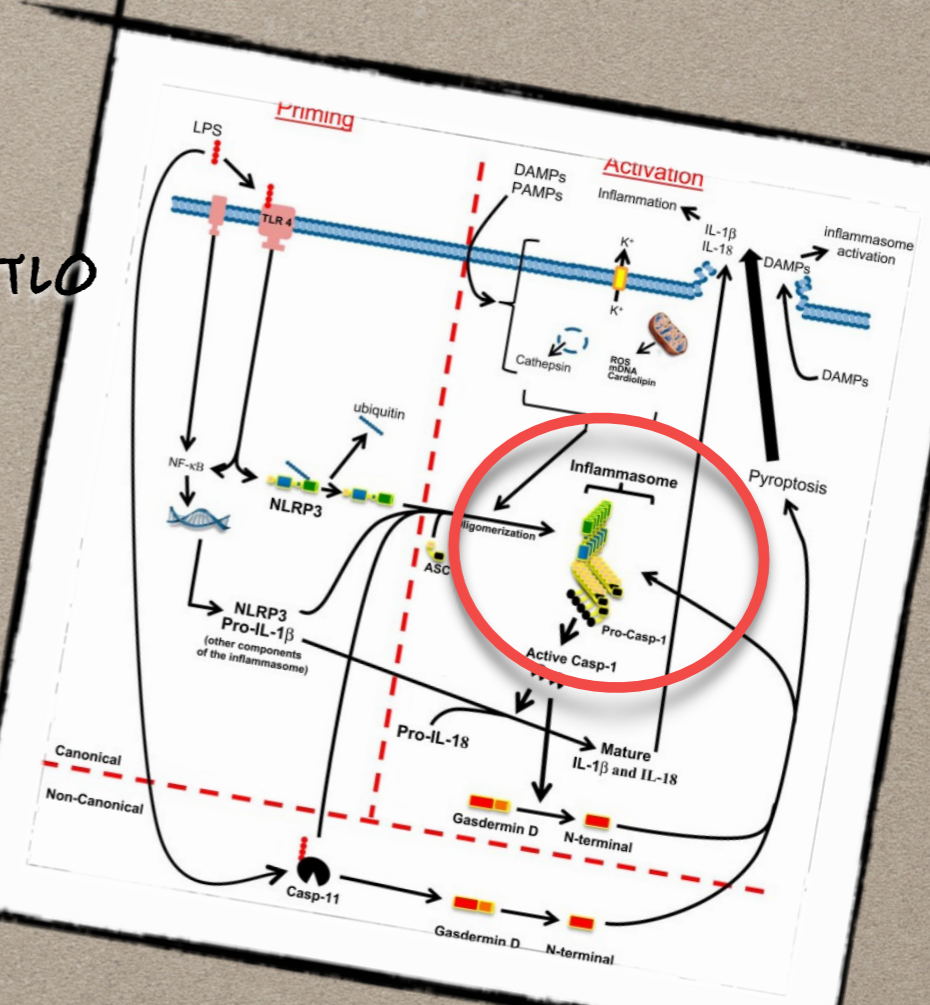 TLO
Priming
Activation
LPS
TLR 4
DAMPs
PAMPs
Inflammation
IL-1β
IL-18
inflammasome
activation
DAMPs
K+
K+
Cathepsin
ROS
mDNA
Cardiolipin
DAMPs
ubiquitin
NF-κB
NLRP3
Inflammasome
Pyroptosis
ASC
NLRP3
Pro-IL-1β
(other components
of the inflammasome)
Pro-Casp-1
Active Casp-1
Pro-IL-18
Mature
IL-1β and IL-18
Canonical
Non-Canonical
Gasdermin D
N-terminal
Casp-11
Gasdermin D
N-terminal